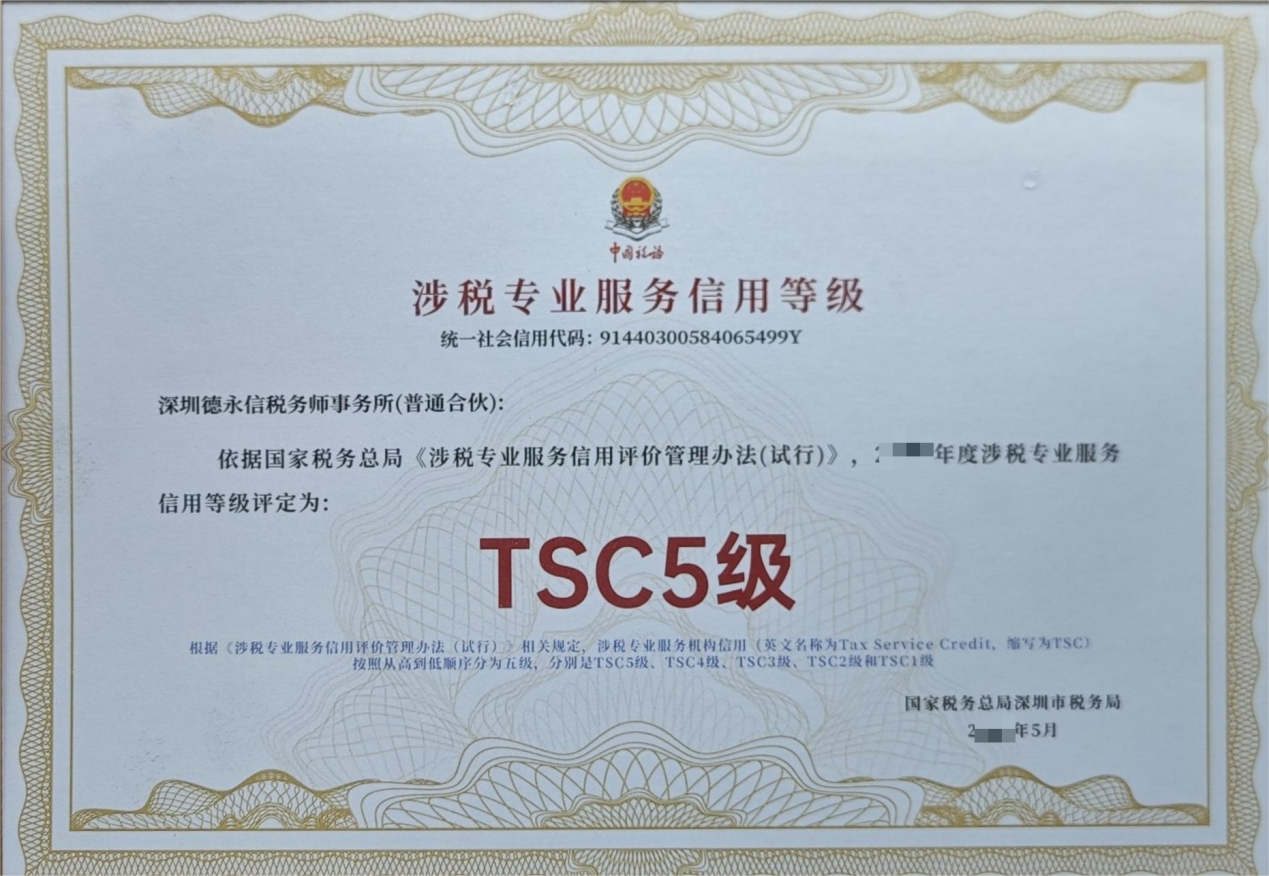 中国税务
涉税专业服务信用等级
统一社会信用代码：91440300584065499Y
深圳德永信税务师事务所(普通合伙)：
依据国家税务总局《涉税专业服务信用评价管理办法(试行)》，2 年度涉税专业服务
信用等级评定为：
TSC5级
根据《涉税专业服务信用评价管理办法（试行）》相关规定，涉税专业服务机构信用（英文名称为Tax Service Credit，缩写为TSC）
按照从高到低顺序分为五级，分别是TSC5级、TSC4级、TSC3级、TSC2级和TSC1级
国家税务总局深圳市税务局
2 年5月